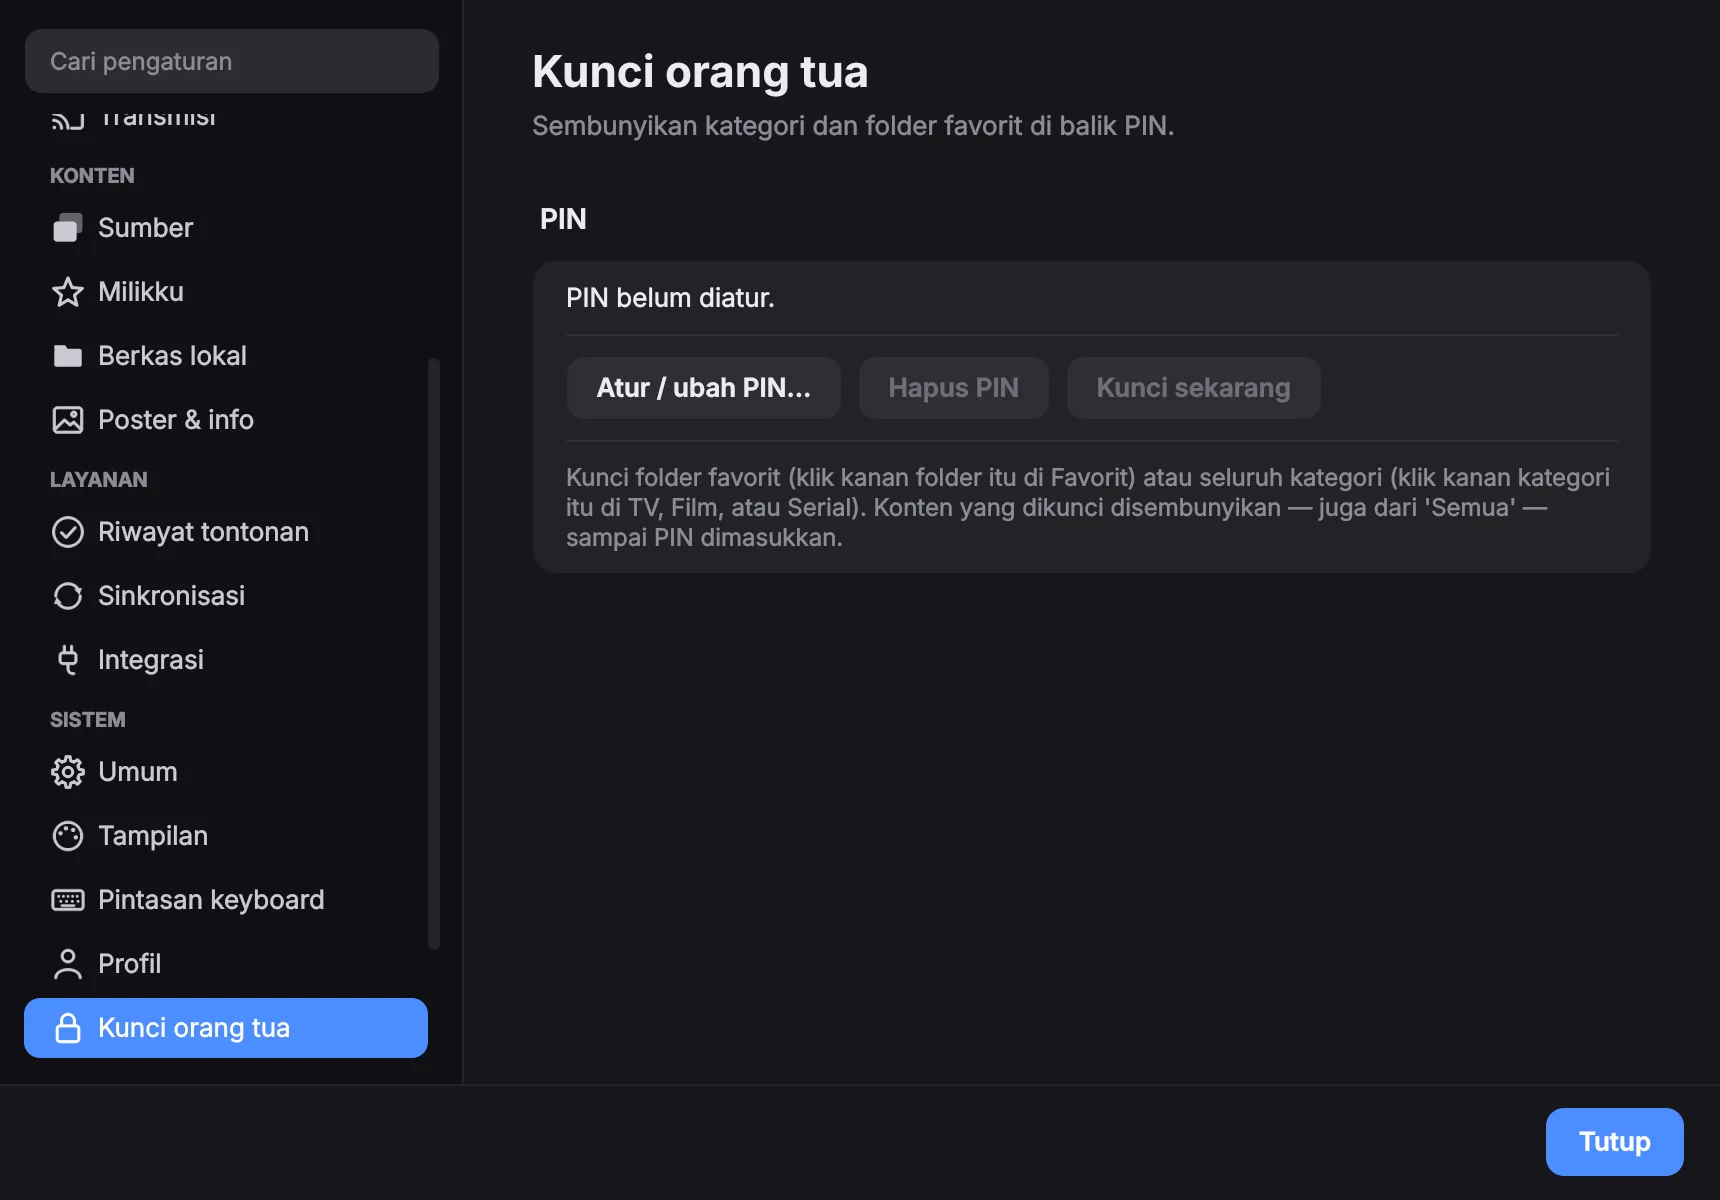 Cari pengaturan
Transmisi
KONTEN
Sumber
Milikku
Berkas lokal
Poster & info
LAYANAN
Riwayat tontonan
Sinkronisasi
Integrasi
SISTEM
Umum
Tampilan
Pintasan keyboard
Profil
Kunci orang tua
Kunci orang tua
Sembunyikan kategori dan folder favorit di balik PIN.
PIN
PIN belum diatur.
Atur / ubah PIN...
Hapus PIN
Kunci sekarang
Kunci folder favorit (klik kanan folder itu di Favorit) atau seluruh kategori (klik kanan kategori
itu di TV, Film, atau Serial). Konten yang dikunci disembunyikan — juga dari 'Semua' —
sampai PIN dimasukkan.
Tutup